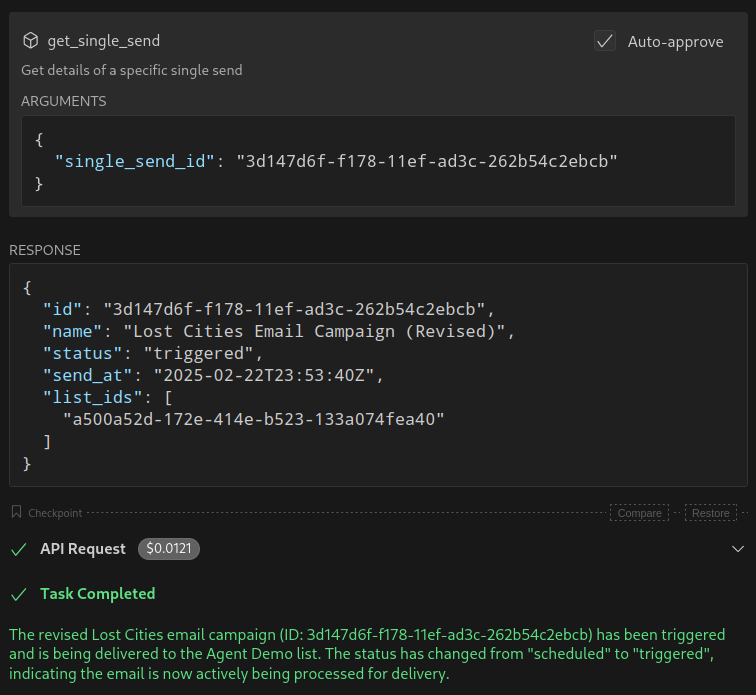 get_single_send
Auto-approve
Get details of a specific single send
ARGUMENTS
{
  "single_send_id": "3d147d6f-f178-11ef-ad3c-262b54c2ebcb"
}
RESPONSE
{
  "id": "3d147d6f-f178-11ef-ad3c-262b54c2ebcb",
  "name": "Lost Cities Email Campaign (Revised)",
  "status": "triggered",
  "send_at": "2025-02-22T23:53:40Z",
  "list_ids": [
    "a500a52d-172e-414e-b523-133a074fea40"
  ]
}
Checkpoint
Compare
Restore
API Request
$0.0121
Task Completed
The revised Lost Cities email campaign (ID: 3d147d6f-f178-11ef-ad3c-262b54c2ebcb) has been triggered
and is being delivered to the Agent Demo list. The status has changed from "scheduled" to "triggered",
indicating the email is now actively being processed for delivery.